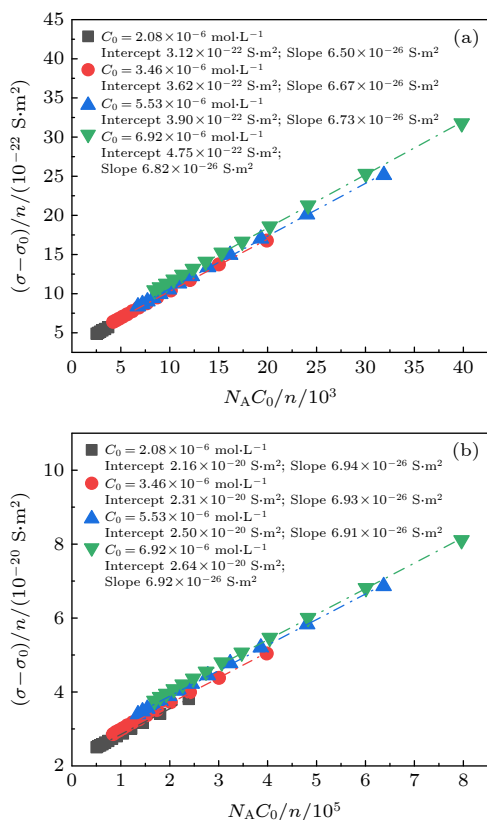 (a)
C₀ = 2.08×10⁻⁶ mol·L⁻¹
Intercept 3.12×10⁻²² S·m²; Slope 6.50×10⁻²⁶ S·m²
C₀ = 3.46×10⁻⁶ mol·L⁻¹
Intercept 3.62×10⁻²² S·m²; Slope 6.67×10⁻²⁶ S·m²
C₀ = 5.53×10⁻⁶ mol·L⁻¹
Intercept 3.90×10⁻²² S·m²; Slope 6.73×10⁻²⁶ S·m²
C₀ = 6.92×10⁻⁶ mol·L⁻¹
Intercept 4.75×10⁻²² S·m²;
Slope 6.82×10⁻²⁶ S·m²
45
40
35
30
25
20
15
10
5
0
(σ−σ₀)/n/(10⁻²² S·m²)
0 5 10 15 20 25 30 35 40
N_A C₀/n/10³
(b)
C₀ = 2.08×10⁻⁶ mol·L⁻¹
Intercept 2.16×10⁻²⁰ S·m²; Slope 6.94×10⁻²⁶ S·m²
C₀ = 3.46×10⁻⁶ mol·L⁻¹
Intercept 2.31×10⁻²⁰ S·m²; Slope 6.93×10⁻²⁶ S·m²
C₀ = 5.53×10⁻⁶ mol·L⁻¹
Intercept 2.50×10⁻²⁰ S·m²; Slope 6.91×10⁻²⁶ S·m²
C₀ = 6.92×10⁻⁶ mol·L⁻¹
Intercept 2.64×10⁻²⁰ S·m²;
Slope 6.92×10⁻²⁶ S·m²
10
8
6
4
2
(σ−σ₀)/n/(10⁻²⁰ S·m²)
0 1 2 3 4 5 6 7 8
N_A C₀/n/10⁵